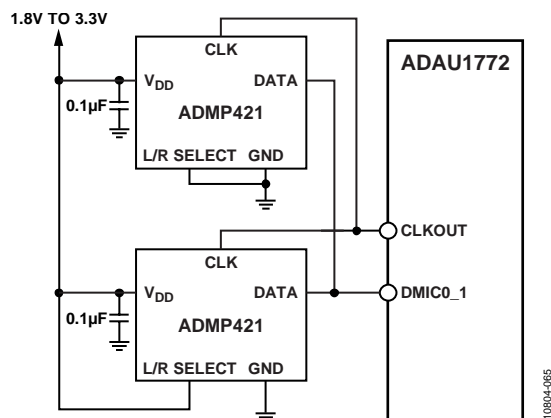 1.8V TO 3.3V
CLK
ADAU1772
VDD
DATA
0.1µF
ADMP421
L/R SELECT GND
CLKOUT
CLK
VDD
DATA
DMIC0_1
0.1µF
ADMP421
L/R SELECT GND
10804-065